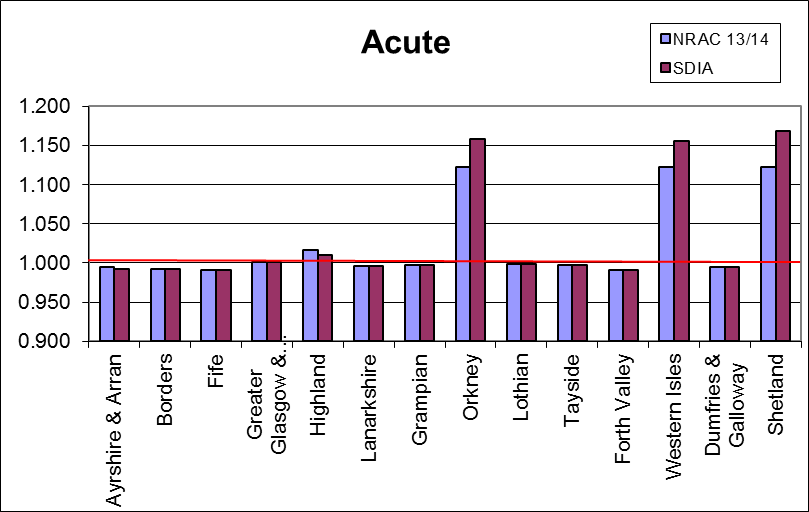 Acute
NRAC 13/14
SDIA
1.200
1.150
1.100
1.050
1.000
0.950
0.900
Ayrshire & Arran
Borders
Fife
Greater
Glasgow &...
Highland
Lanarkshire
Grampian
Orkney
Lothian
Tayside
Forth Valley
Western Isles
Dumfries &
Galloway
Shetland